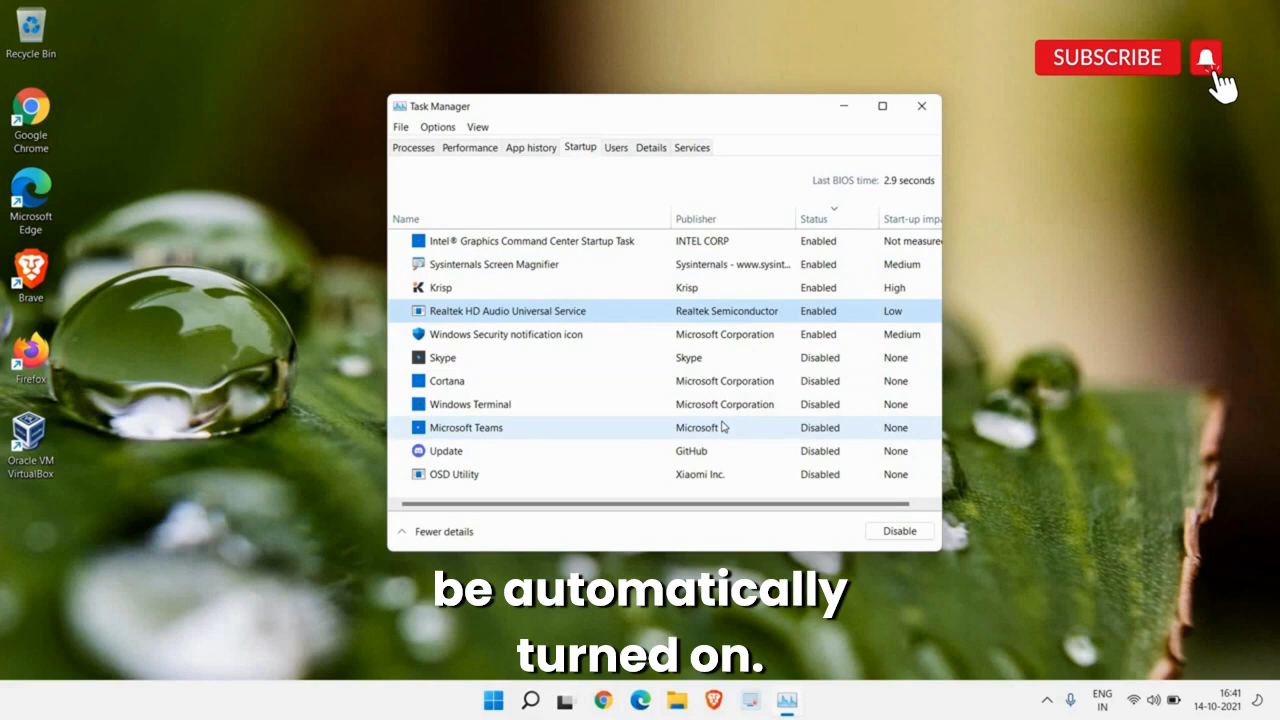 Recycle Bin
Google
Chrome
Microsoft
Edge
Brave
Firefox
Oracle VM
VirtualBox
SUBSCRIBE
Task Manager
File Options View
Processes Performance App history Startup Users Details Services
Last BIOS time: 2.9 seconds
Name Publisher Status Start-up impa
Intel® Graphics Command Center Startup Task INTEL CORP Enabled Not measured
Sysinternals Screen Magnifier Sysinternals - www.sysint... Enabled Medium
Krisp Krisp Enabled High
Realtek HD Audio Universal Service Realtek Semiconductor Enabled Low
Windows Security notification icon Microsoft Corporation Enabled Medium
Skype Skype Disabled None
Cortana Microsoft Corporation Disabled None
Windows Terminal Microsoft Corporation Disabled None
Microsoft Teams Microsoft Disabled None
Update GitHub Disabled None
OSD Utility Xiaomi Inc. Disabled None
Fewer details Disable
be automatically
turned on.
ENG
IN
16:41
14-10-2021